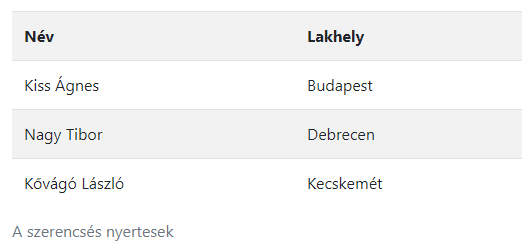 Név Lakhely
Kiss Ágnes Budapest
Nagy Tibor Debrecen
Kővágó László Kecskemét
A szerencsés nyertesek